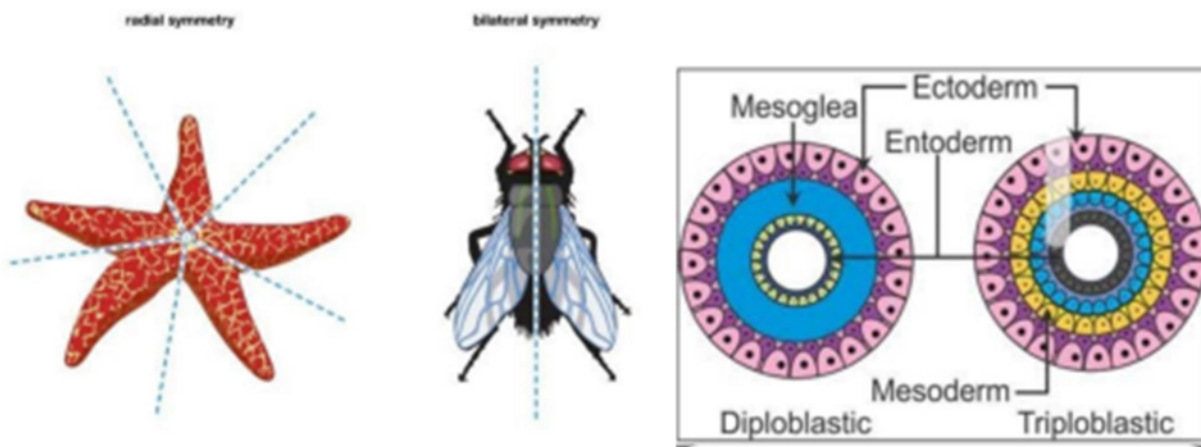 radial symmetry
bilateral symmetry
Ectoderm
Mesoglea
Entoderm
Mesoderm
Diploblastic
Triploblastic